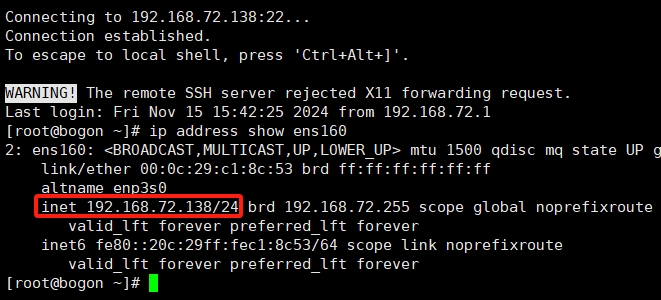 Connecting to 192.168.72.138:22...
Connection established.
To escape to local shell, press 'Ctrl+Alt+]'.
WARNING! The remote SSH server rejected X11 forwarding request.
Last login: Fri Nov 15 15:42:25 2024 from 192.168.72.1
[root@bogon ~]# ip address show ens160
2: ens160: <BROADCAST,MULTICAST,UP,LOWER_UP> mtu 1500 qdisc mq state UP g
link/ether 00:0c:29:c1:8c:53 brd ff:ff:ff:ff:ff:ff
altname enp3s0
inet 192.168.72.138/24 brd 192.168.72.255 scope global noprefixroute
valid_lft forever preferred_lft forever
inet6 fe80::20c:29ff:fec1:8c53/64 scope link noprefixroute
valid_lft forever preferred_lft forever
[root@bogon ~]#